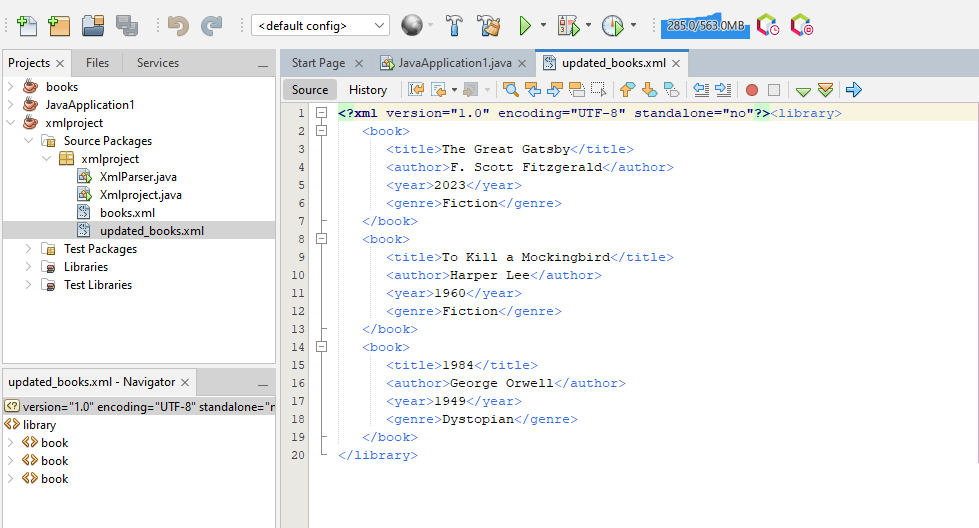 <default config>
285.0/563.0MB
Projects
Files
Services
books
JavaApplication1
xmlproject
Source Packages
xmlproject
XmlParser.java
Xmlproject.java
books.xml
updated_books.xml
Test Packages
Libraries
Test Libraries
updated_books.xml - Navigator
version="1.0" encoding="UTF-8" standalone="n
library
book
book
book
Start Page
JavaApplication1.java
updated_books.xml
Source
History
1 <?xml version="1.0" encoding="UTF-8" standalone="no"?><library>
2 <book>
3 <title>The Great Gatsby</title>
4 <author>F. Scott Fitzgerald</author>
5 <year>2023</year>
6 <genre>Fiction</genre>
7 </book>
8 <book>
9 <title>To Kill a Mockingbird</title>
10 <author>Harper Lee</author>
11 <year>1960</year>
12 <genre>Fiction</genre>
13 </book>
14 <book>
15 <title>1984</title>
16 <author>George Orwell</author>
17 <year>1949</year>
18 <genre>Dystopian</genre>
19 </book>
20 </library>